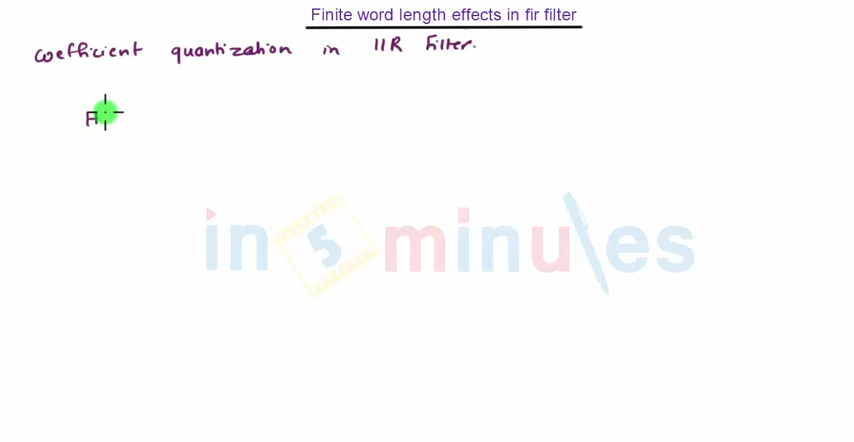 Finite word length effects in fir filter
coefficient quantization in IIR Filter.
in 5 minutes